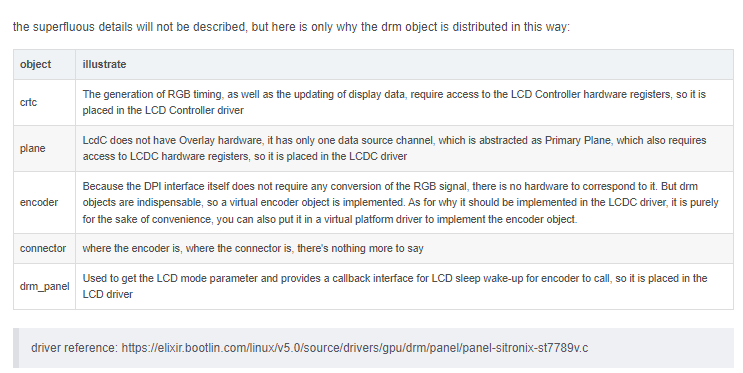 the superfluous details will not be described, but here is only why the drm object is distributed in this way:
object illustrate
crtc
The generation of RGB timing, as well as the updating of display data, require access to the LCD Controller hardware registers, so it is
placed in the LCD Controller driver
plane
LcdC does not have Overlay hardware, it has only one data source channel, which is abstracted as Primary Plane, which also requires
access to LCDC hardware registers, so it is placed in the LCDC driver
encoder
Because the DPI interface itself does not require any conversion of the RGB signal, there is no hardware to correspond to it. But drm
objects are indispensable, so a virtual encoder object is implemented. As for why it should be implemented in the LCDC driver, it is purely
for the sake of convenience, you can also put it in a virtual platform driver to implement the encoder object.
connector where the encoder is, where the connector is, there's nothing more to say
drm_panel
Used to get the LCD mode parameter and provides a callback interface for LCD sleep wake-up for encoder to call, so it is placed in the
LCD driver
driver reference: https://elixir.bootlin.com/linux/v5.0/source/drivers/gpu/drm/panel/panel-sitronix-st7789v.c